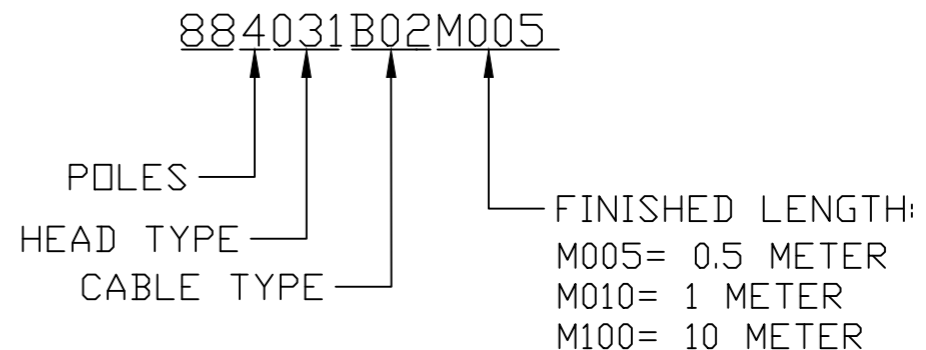 884031B02M005
POLES
HEAD TYPE
CABLE TYPE
FINISHED LENGTH:
M005= 0.5 METER
M010= 1 METER
M100= 10 METER